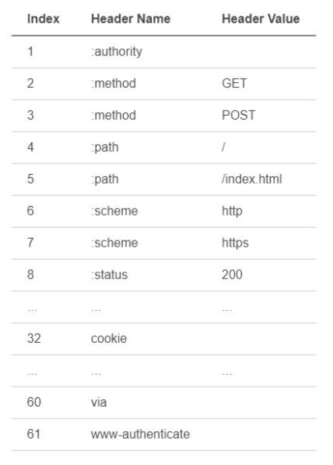 Index Header Name Header Value
1 :authority
2 :method GET
3 :method POST
4 :path /
5 :path /index.html
6 :scheme http
7 :scheme https
8 :status 200
... ... ...
32 cookie
... ... ...
60 via
61 www-authenticate